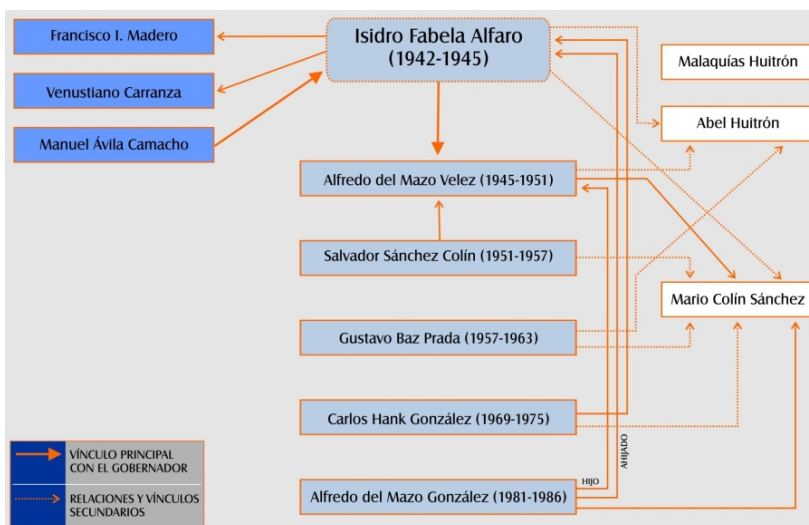 Francisco I. Madero
Venustiano Carranza
Manuel Ávila Camacho
Isidro Fabela Alfaro
(1942-1945)
Malaquías Huitrón
Abel Huitrón
Alfredo del Mazo Velez (1945-1951)
Salvador Sánchez Colín (1951-1957)
Mario Colín Sánchez
Gustavo Baz Prada (1957-1963)
Carlos Hank González (1969-1975)
Alfredo del Mazo González (1981-1986)
HIJO
AHIJADO
VÍNCULO PRINCIPAL
CON EL GOBERNADOR
RELACIONES Y VÍNCULOS
SECUNDARIOS